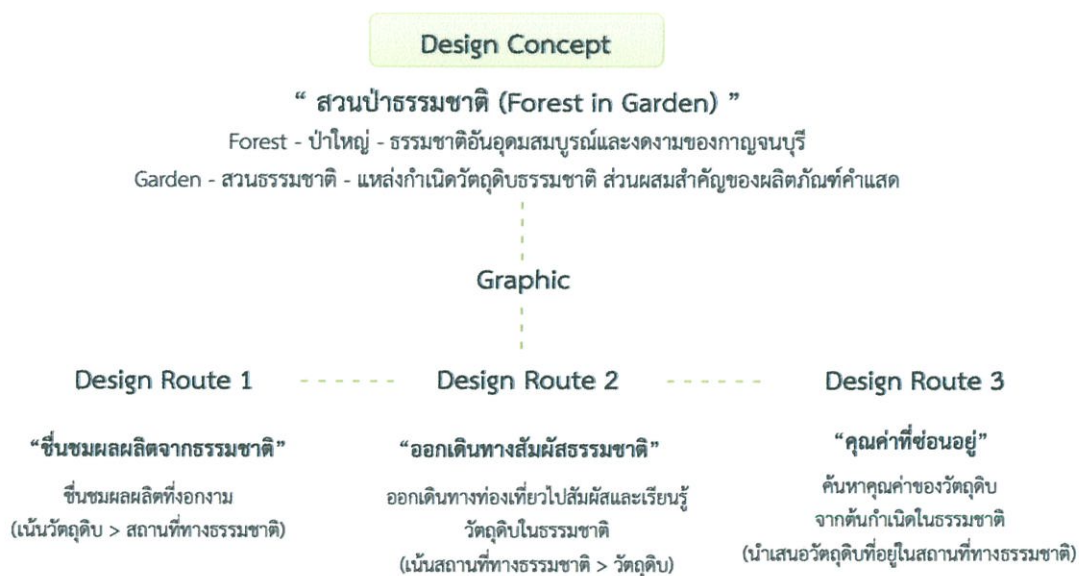 Design Concept
“ สวนป่าธรรมชาติ (Forest in Garden) ”
Forest - ป่าใหญ่ - ธรรมชาติอันอุดมสมบูรณ์และงดงามของกาญจนบุรี
Garden - สวนธรรมชาติ - แหล่งกำเนิดวัตถุดิบธรรมชาติ ส่วนผสมสำคัญของผลิตภัณฑ์คำแสด
Graphic
Design Route 1
“ชื่นชมผลผลิตจากธรรมชาติ”
ชื่นชมผลผลิตที่งอกงาม
(เน้นวัตถุดิบ > สถานที่ทางธรรมชาติ)
Design Route 2
“ออกเดินทางสัมผัสธรรมชาติ”
ออกเดินทางท่องเที่ยวไปสัมผัสและเรียนรู้
วัตถุดิบในธรรมชาติ
(เน้นสถานที่ทางธรรมชาติ > วัตถุดิบ)
Design Route 3
“คุณค่าที่ซ่อนอยู่”
ค้นหาคุณค่าของวัตถุดิบ
จากต้นกำเนิดในธรรมชาติ
(นำเสนอวัตถุดิบที่อยู่ในสถานที่ทางธรรมชาติ)